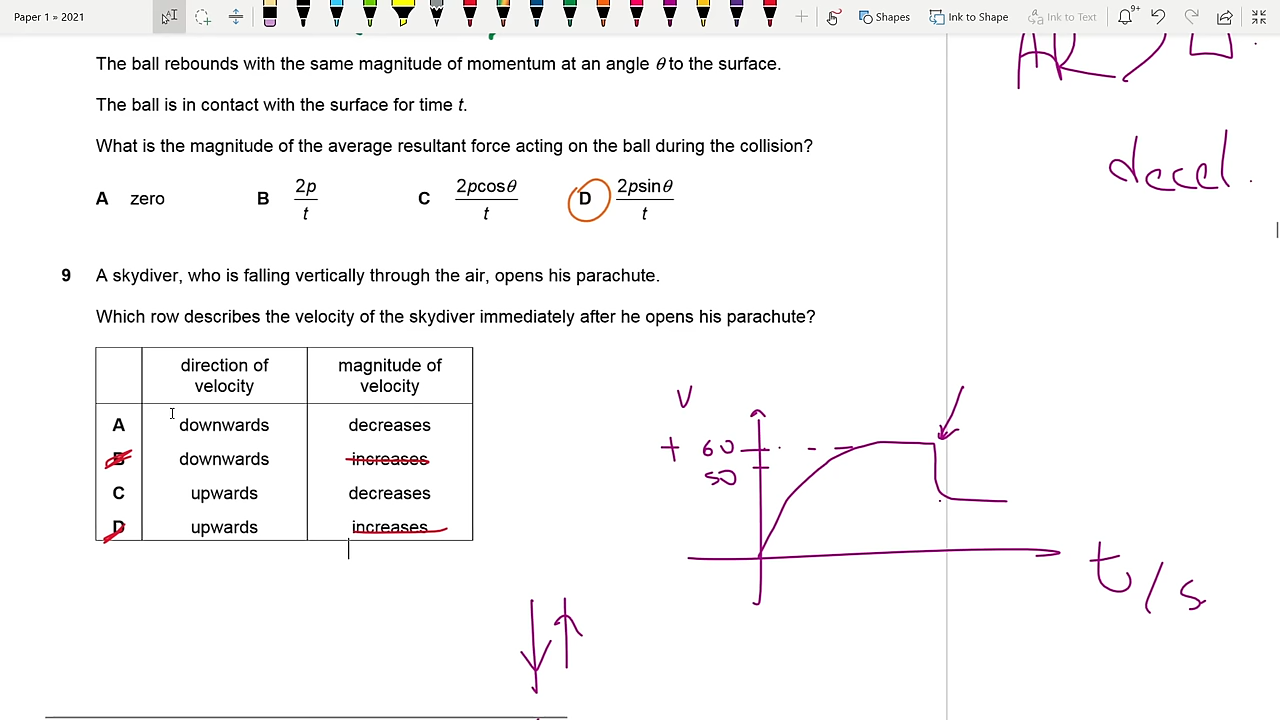 Paper 1 » 2021
Shapes
Ink to Shape
Ink to Text
9+
The ball rebounds with the same magnitude of momentum at an angle θ to the surface.
The ball is in contact with the surface for time t.
What is the magnitude of the average resultant force acting on the ball during the collision?
A zero B 2p/t C 2pcosθ/t D 2psinθ/t
decel.
9 A skydiver, who is falling vertically through the air, opens his parachute.
Which row describes the velocity of the skydiver immediately after he opens his parachute?
direction of velocity magnitude of velocity
A downwards decreases
B downwards increases
C upwards decreases
D upwards increases
V
+ 60
50
t/s